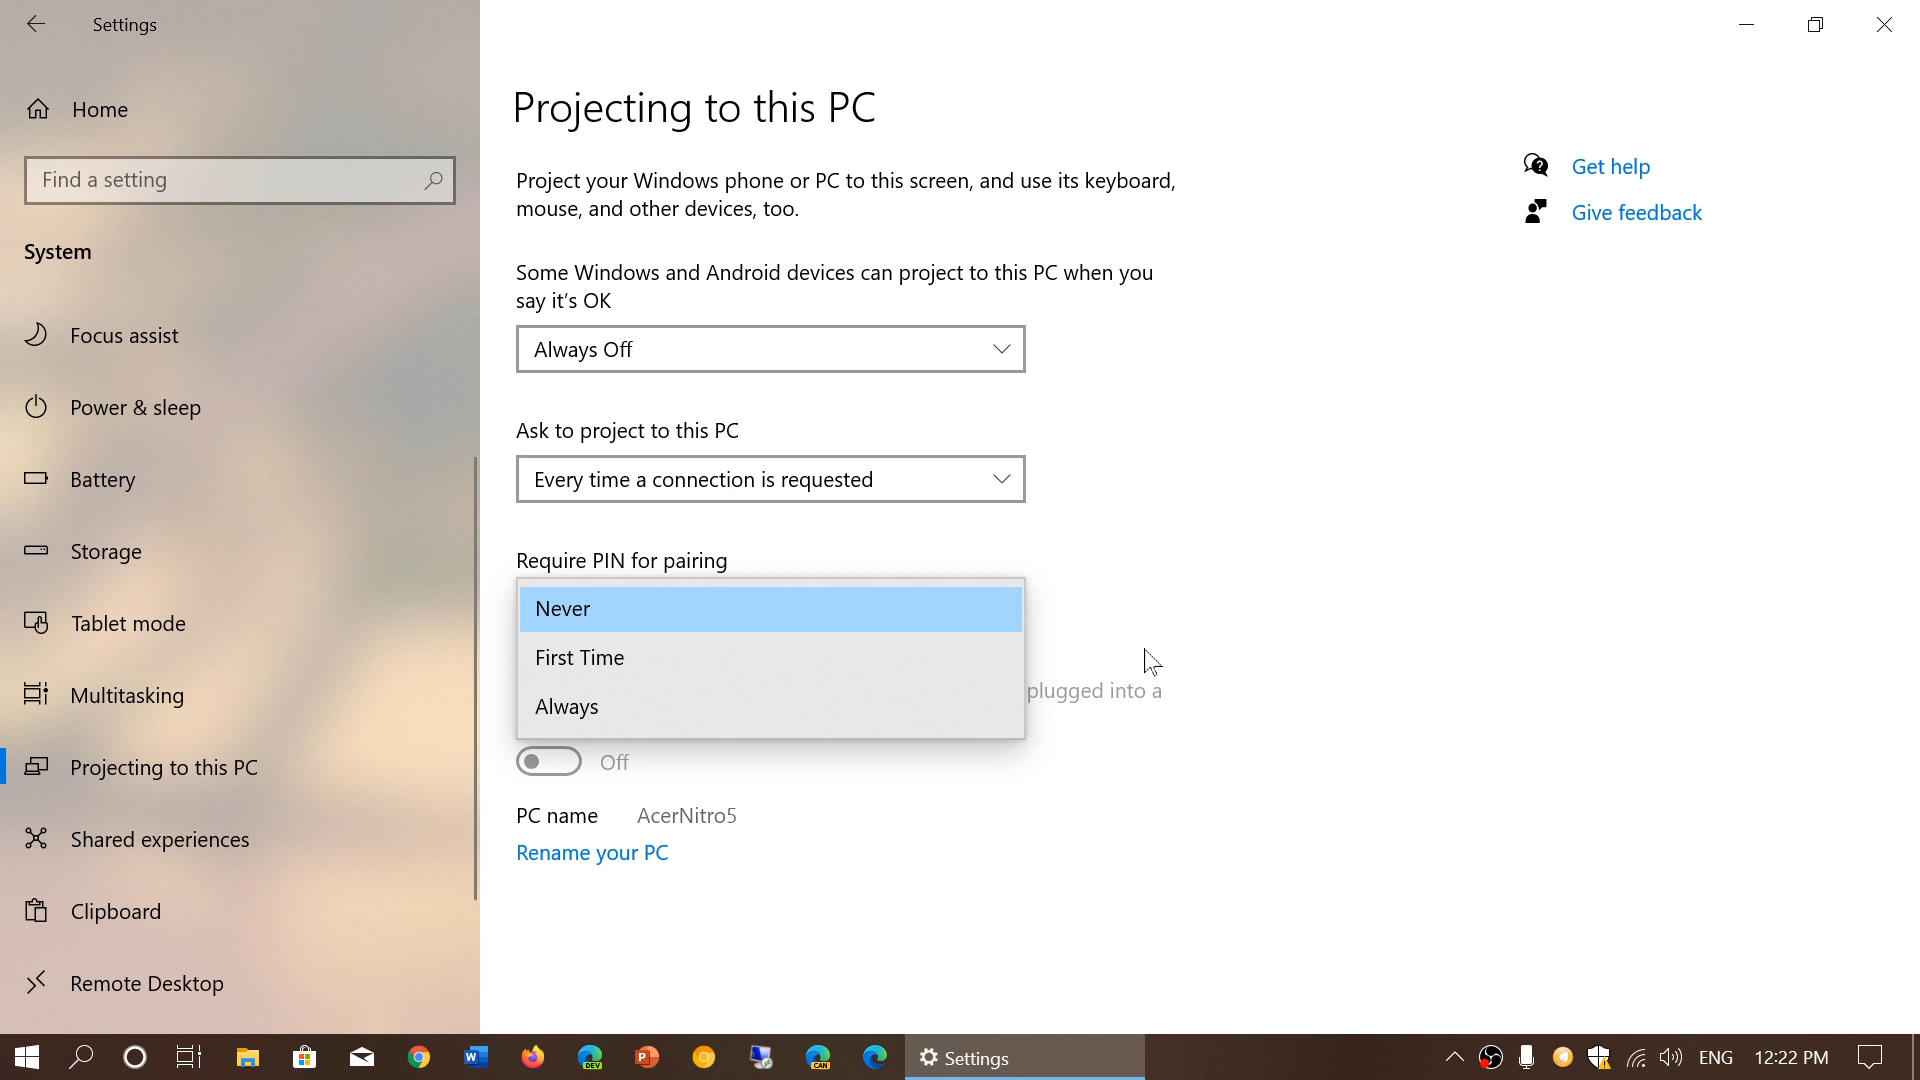 Settings
Home
Find a setting
System
Focus assist
Power & sleep
Battery
Storage
Tablet mode
Multitasking
Projecting to this PC
Shared experiences
Clipboard
Remote Desktop
Projecting to this PC
Project your Windows phone or PC to this screen, and use its keyboard,
mouse, and other devices, too.
Some Windows and Android devices can project to this PC when you
say it's OK
Always Off
Ask to project to this PC
Every time a connection is requested
Require PIN for pairing
Never
First Time
Always
plugged into a
Off
PC name AcerNitro5
Rename your PC
Get help
Give feedback
DEV
CAN
Settings
ENG
12:22 PM